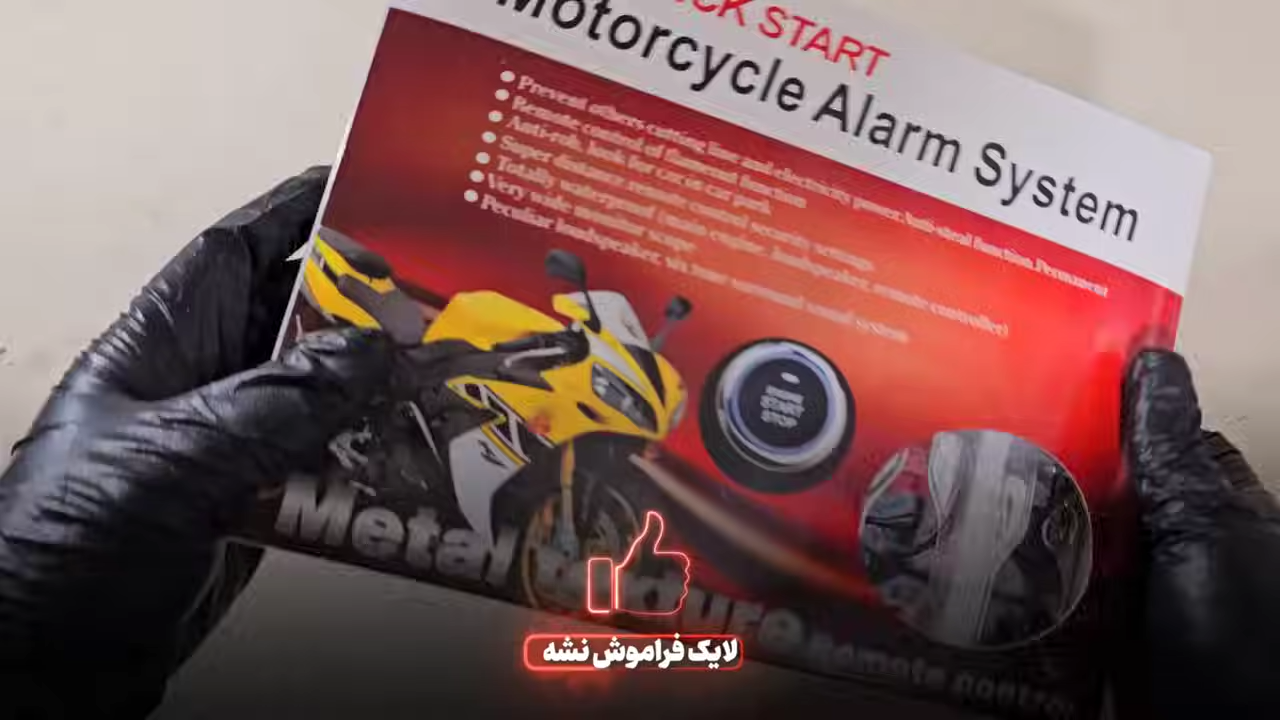 CK START
Motorcycle Alarm System
Prevent others cutting line and electricity power, Anti-steal function, Permanent
Remote control of flameout function
Anti-rob, look for car in car park
Super distance remote control security settings
Totally waterproof (main engine, loudspeaker, remote controller)
Very wide monitor scope
Peculiar loudspeaker, six tone surround sound system
START
STOP
Metal
Remote control
لایک فراموش نشه